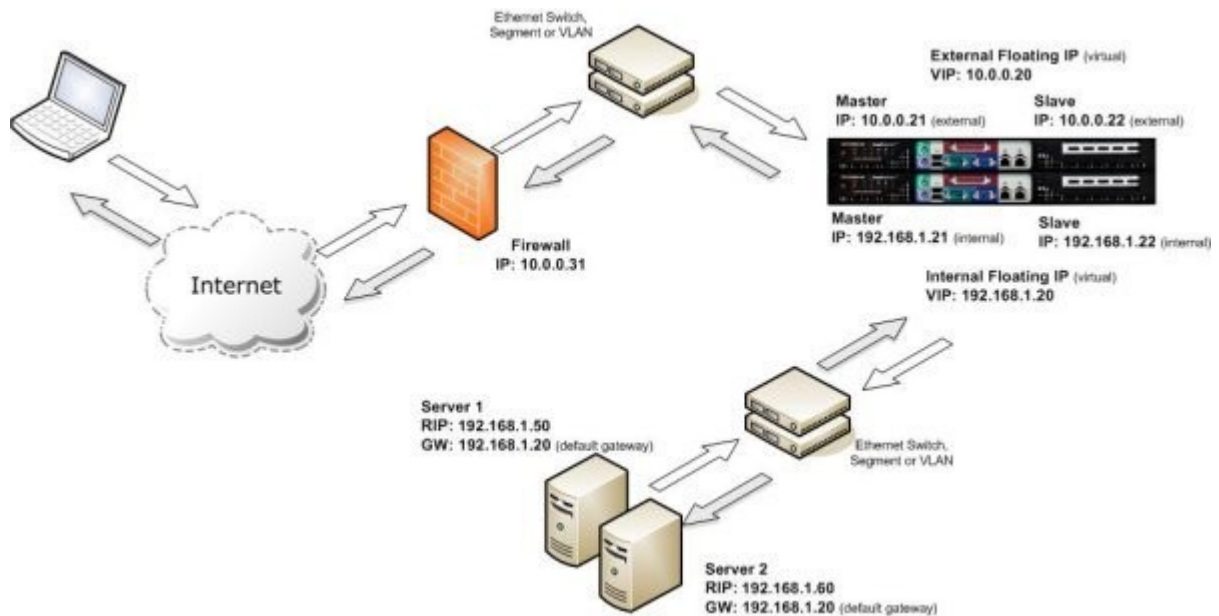 Ethernet Switch,
Segment or VLAN
External Floating IP (virtual)
VIP: 10.0.0.20
Master
IP: 10.0.0.21 (external)
Slave
IP: 10.0.0.22 (external)
Master
IP: 192.168.1.21 (internal)
Slave
IP: 192.168.1.22 (internal)
Firewall
IP: 10.0.0.31
Internet
Internal Floating IP (virtual)
VIP: 192.168.1.20
Server 1
RIP: 192.168.1.50
GW: 192.168.1.20 (default gateway)
Ethernet Switch,
Segment or VLAN
Server 2
RIP: 192.168.1.60
GW: 192.168.1.20 (default gateway)